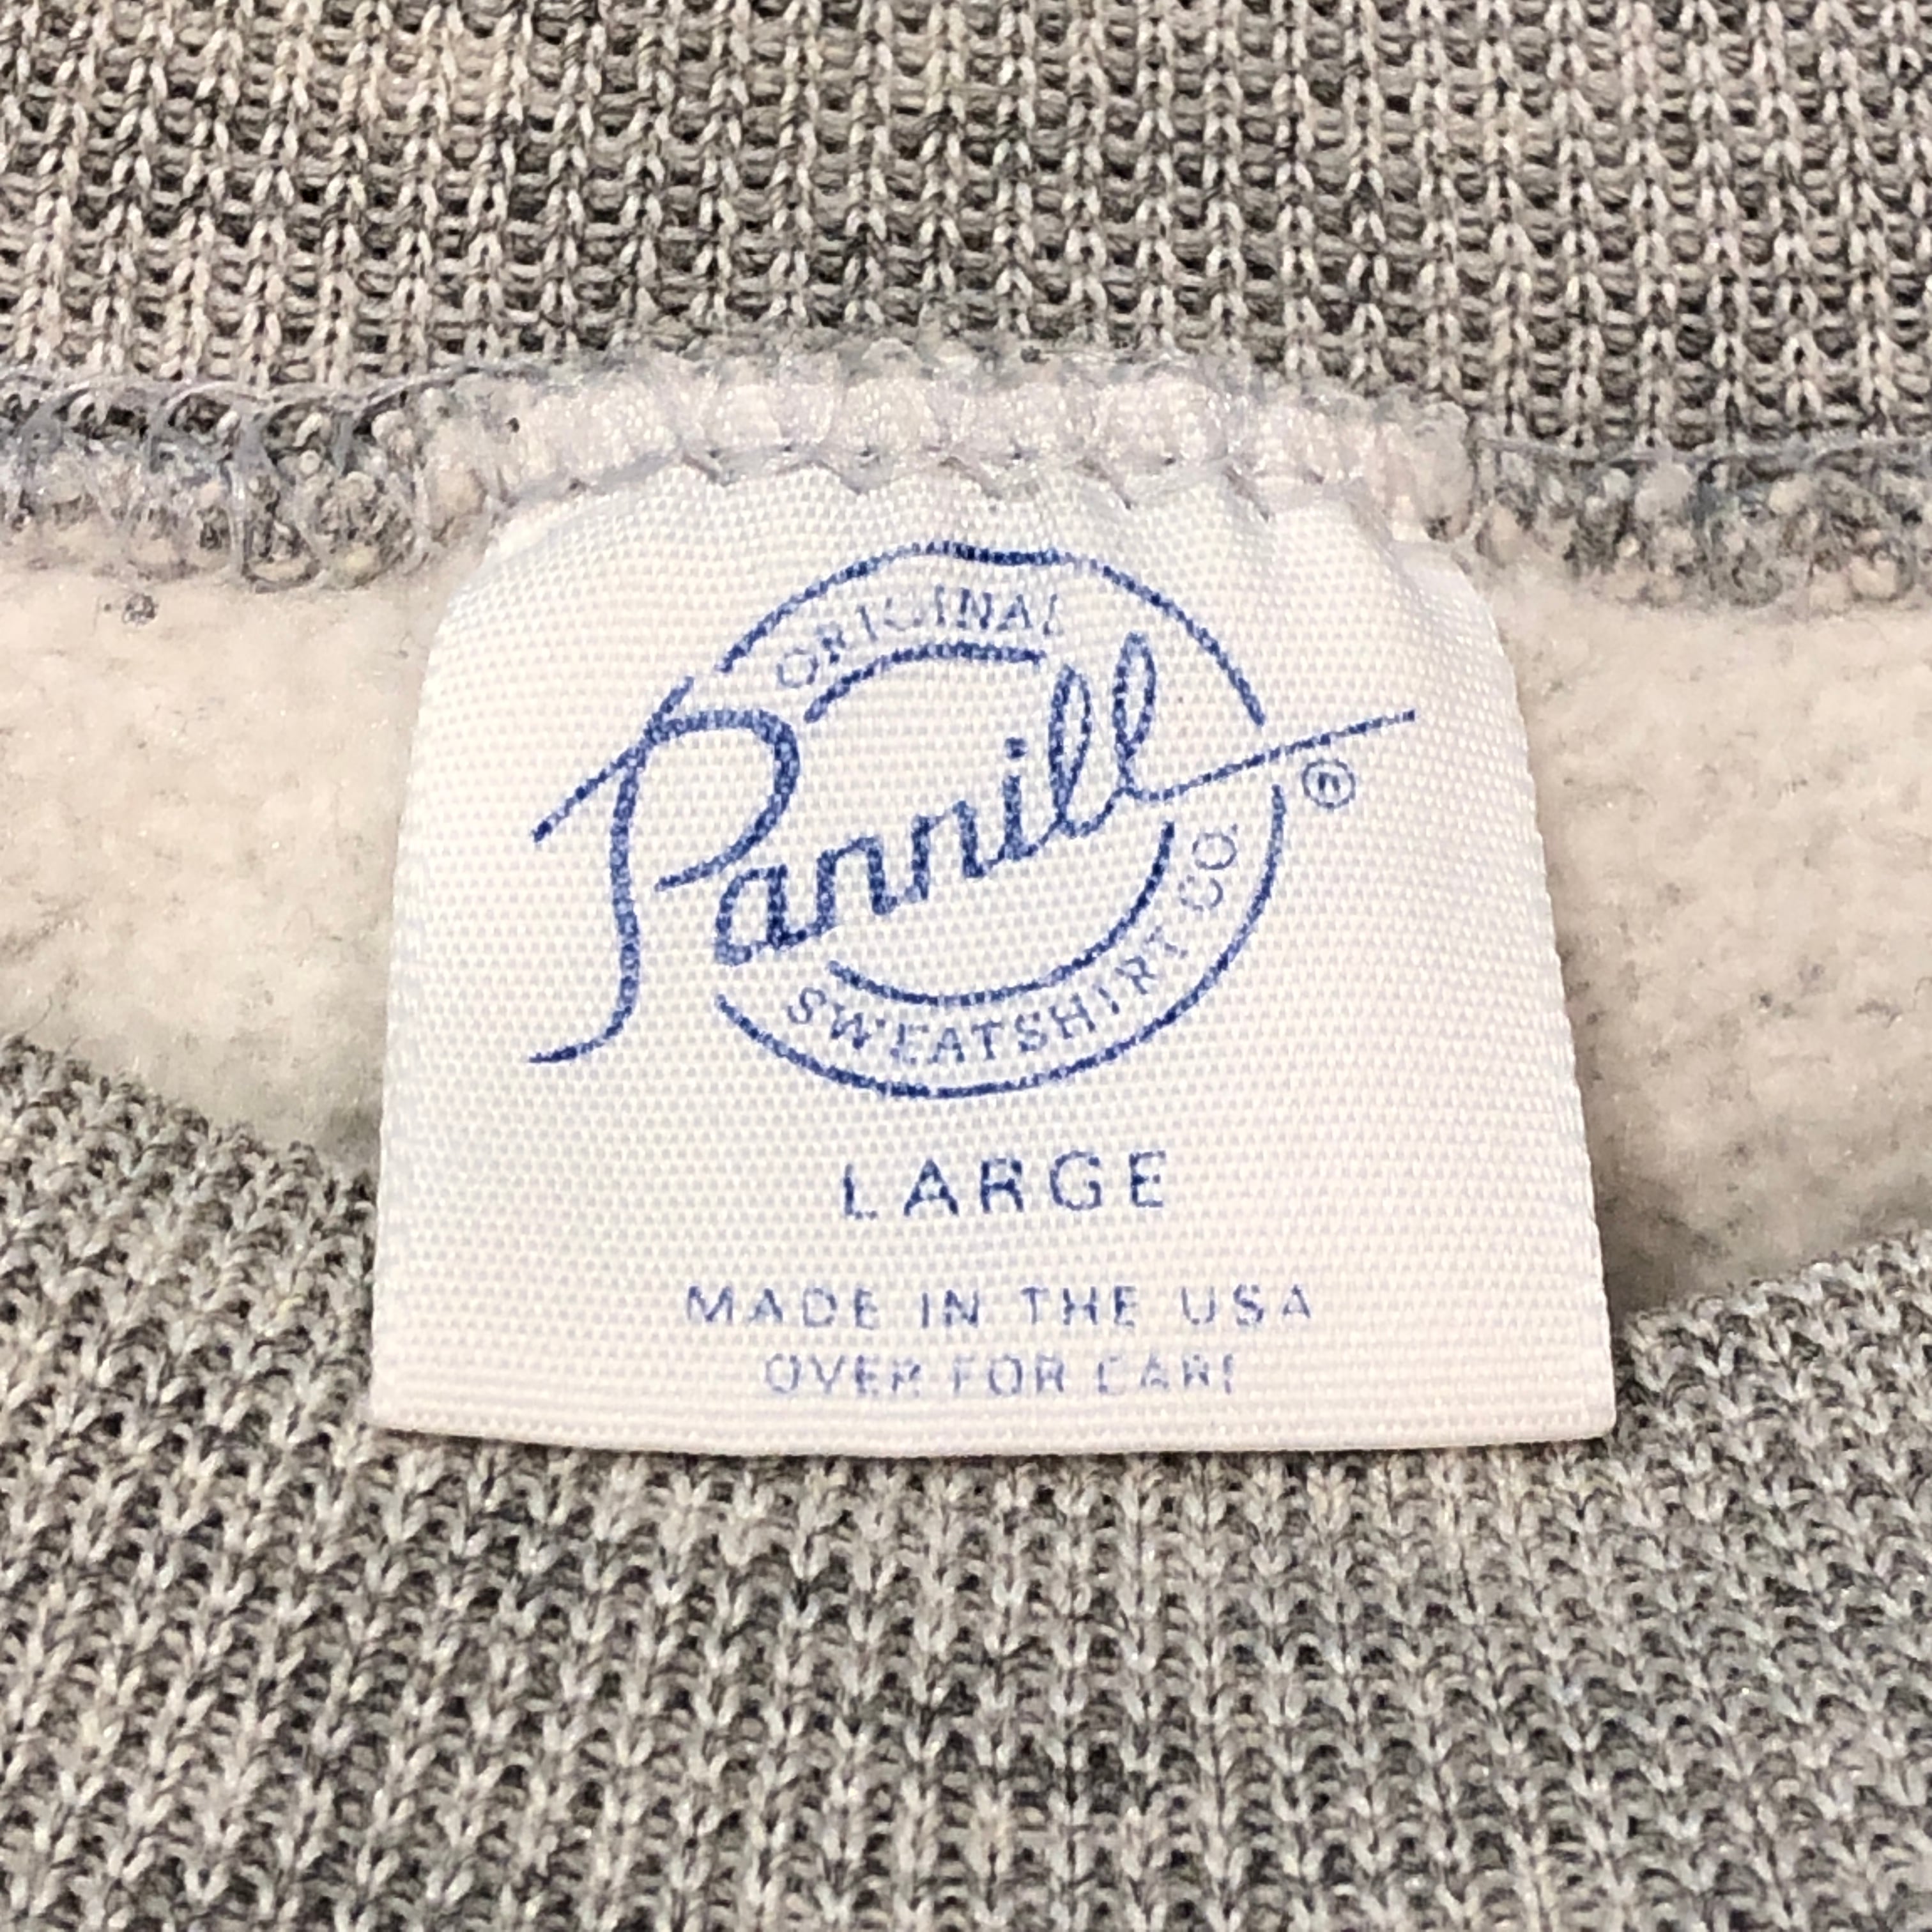 ORIGINAL
Pannill
®
SWEATSHIRT CO.
LARGE
MADE IN THE USA
OVER FOR CARE